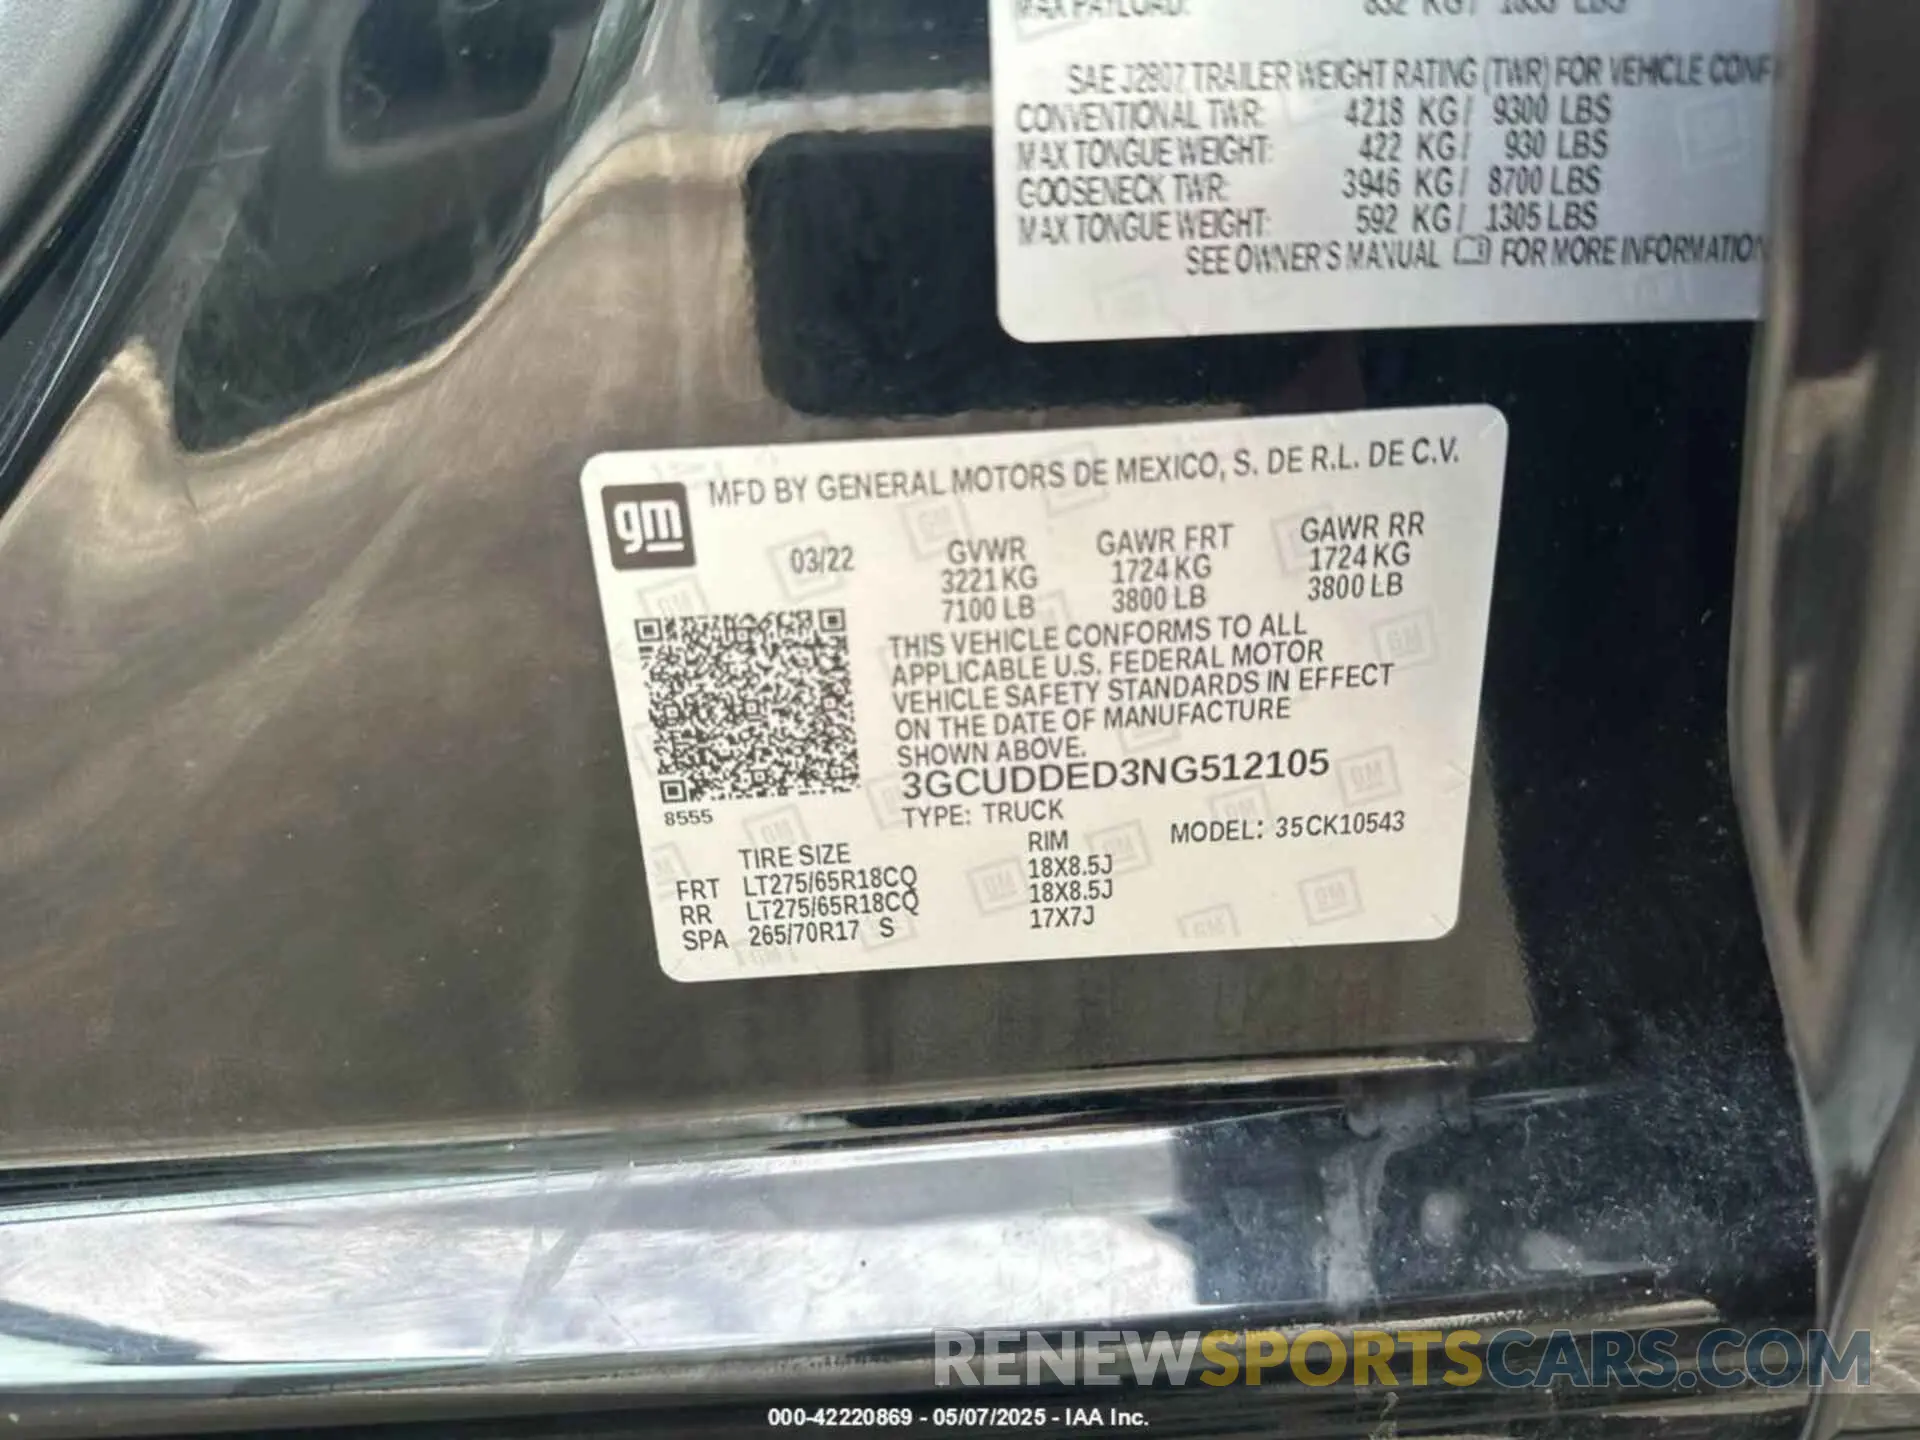 MAX PAYLOAD: 832 KG / 1835 LBS
SAE J2807 TRAILER WEIGHT RATING (TWR) FOR VEHICLE CONF
CONVENTIONAL TWR: 4218 KG / 9300 LBS
MAX TONGUE WEIGHT: 422 KG / 930 LBS
GOOSENECK TWR: 3946 KG / 8700 LBS
MAX TONGUE WEIGHT: 592 KG / 1305 LBS
SEE OWNER'S MANUAL FOR MORE INFORMATION
gm MFD BY GENERAL MOTORS DE MEXICO, S. DE R.L. DE C.V.
03/22 GVWR GAWR FRT GAWR RR
3221 KG 1724 KG 1724 KG
7100 LB 3800 LB 3800 LB
THIS VEHICLE CONFORMS TO ALL
APPLICABLE U.S. FEDERAL MOTOR
VEHICLE SAFETY STANDARDS IN EFFECT
ON THE DATE OF MANUFACTURE
SHOWN ABOVE.
3GCUDDED3NG512105
8555 TYPE: TRUCK
MODEL: 35CK10543
TIRE SIZE RIM
FRT LT275/65R18CQ 18X8.5J
RR LT275/65R18CQ 18X8.5J
SPA 265/70R17 S 17X7J
RENEWSPORTSCARS.COM
000-42220869 - 05/07/2025 - IAA Inc.